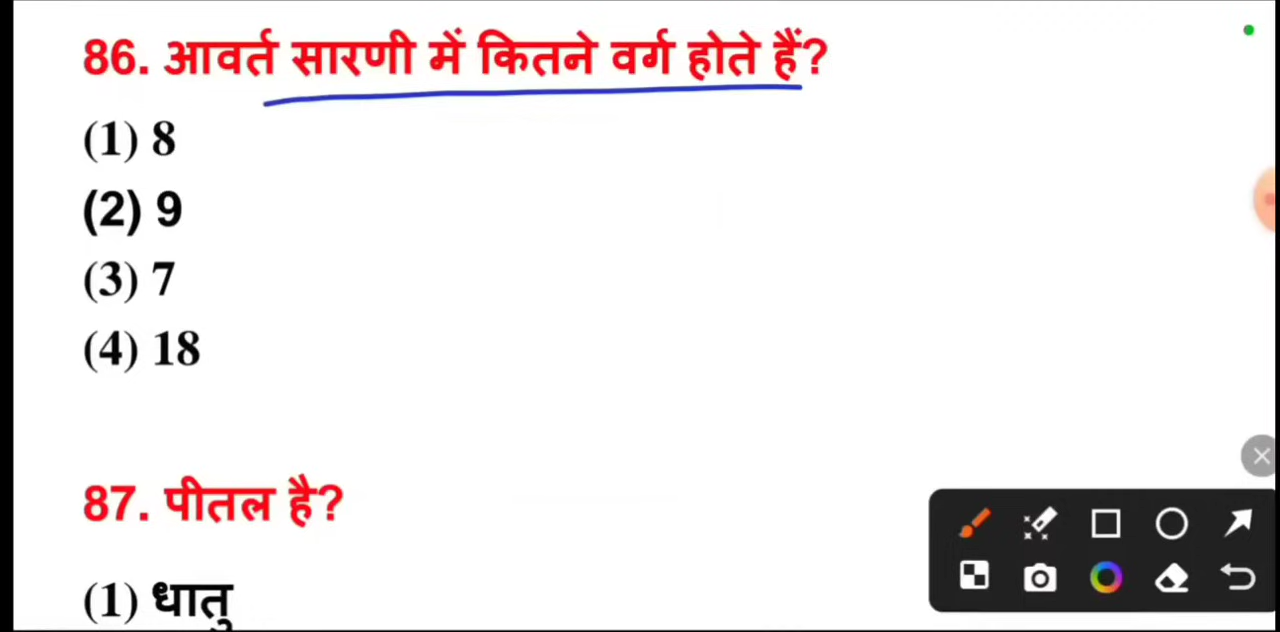 86. आवर्त सारणी में कितने वर्ग होते हैं?
(1) 8
(2) 9
(3) 7
(4) 18
87. पीतल है?
(1) धातु